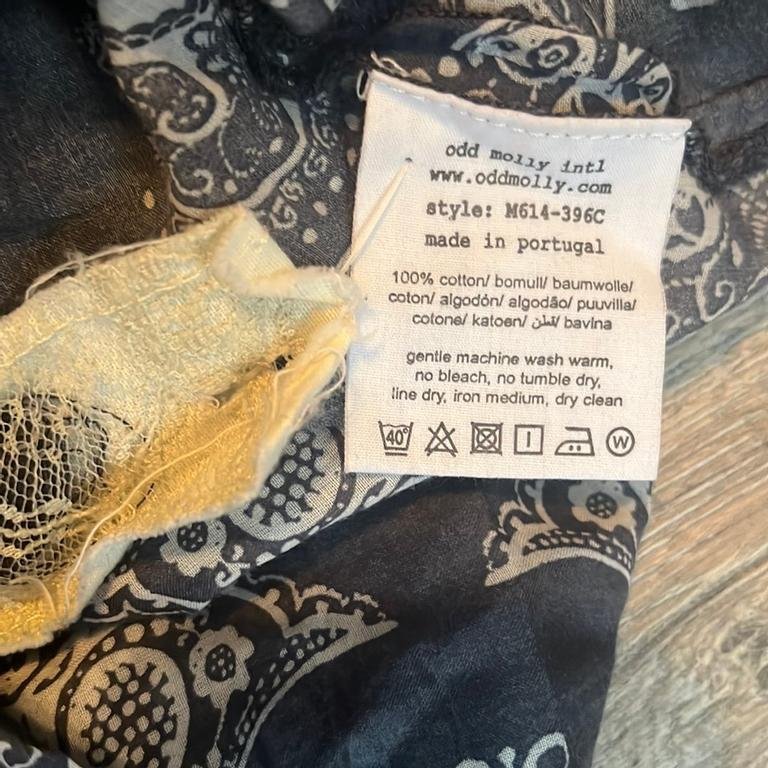 odd molly intl
www.oddmolly.com
style: M614-396C
made in portugal
100% cotton/ bomull/ baumwolle/
coton/ algodón/ algodão/ puuvilla/
cotone/ katoen/ قطن/ bavlna
gentle machine wash warm,
no bleach, no tumble dry,
line dry, iron medium, dry clean
40° W